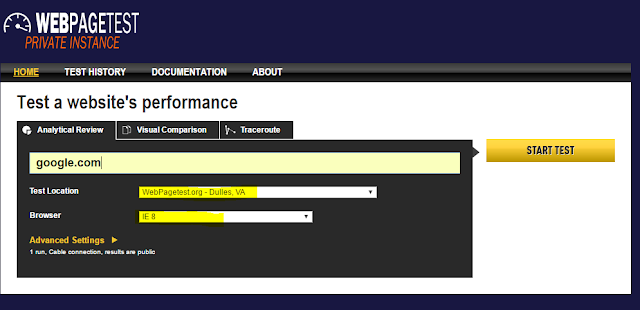 WEBPAGETEST
PRIVATE INSTANCE
HOME TEST HISTORY DOCUMENTATION ABOUT
Test a website's performance
Analytical Review Visual Comparison Traceroute
google.com
START TEST
Test Location WebPagetest.org - Dulles, VA
Browser IE 8
Advanced Settings
1 run, Cable connection, results are public